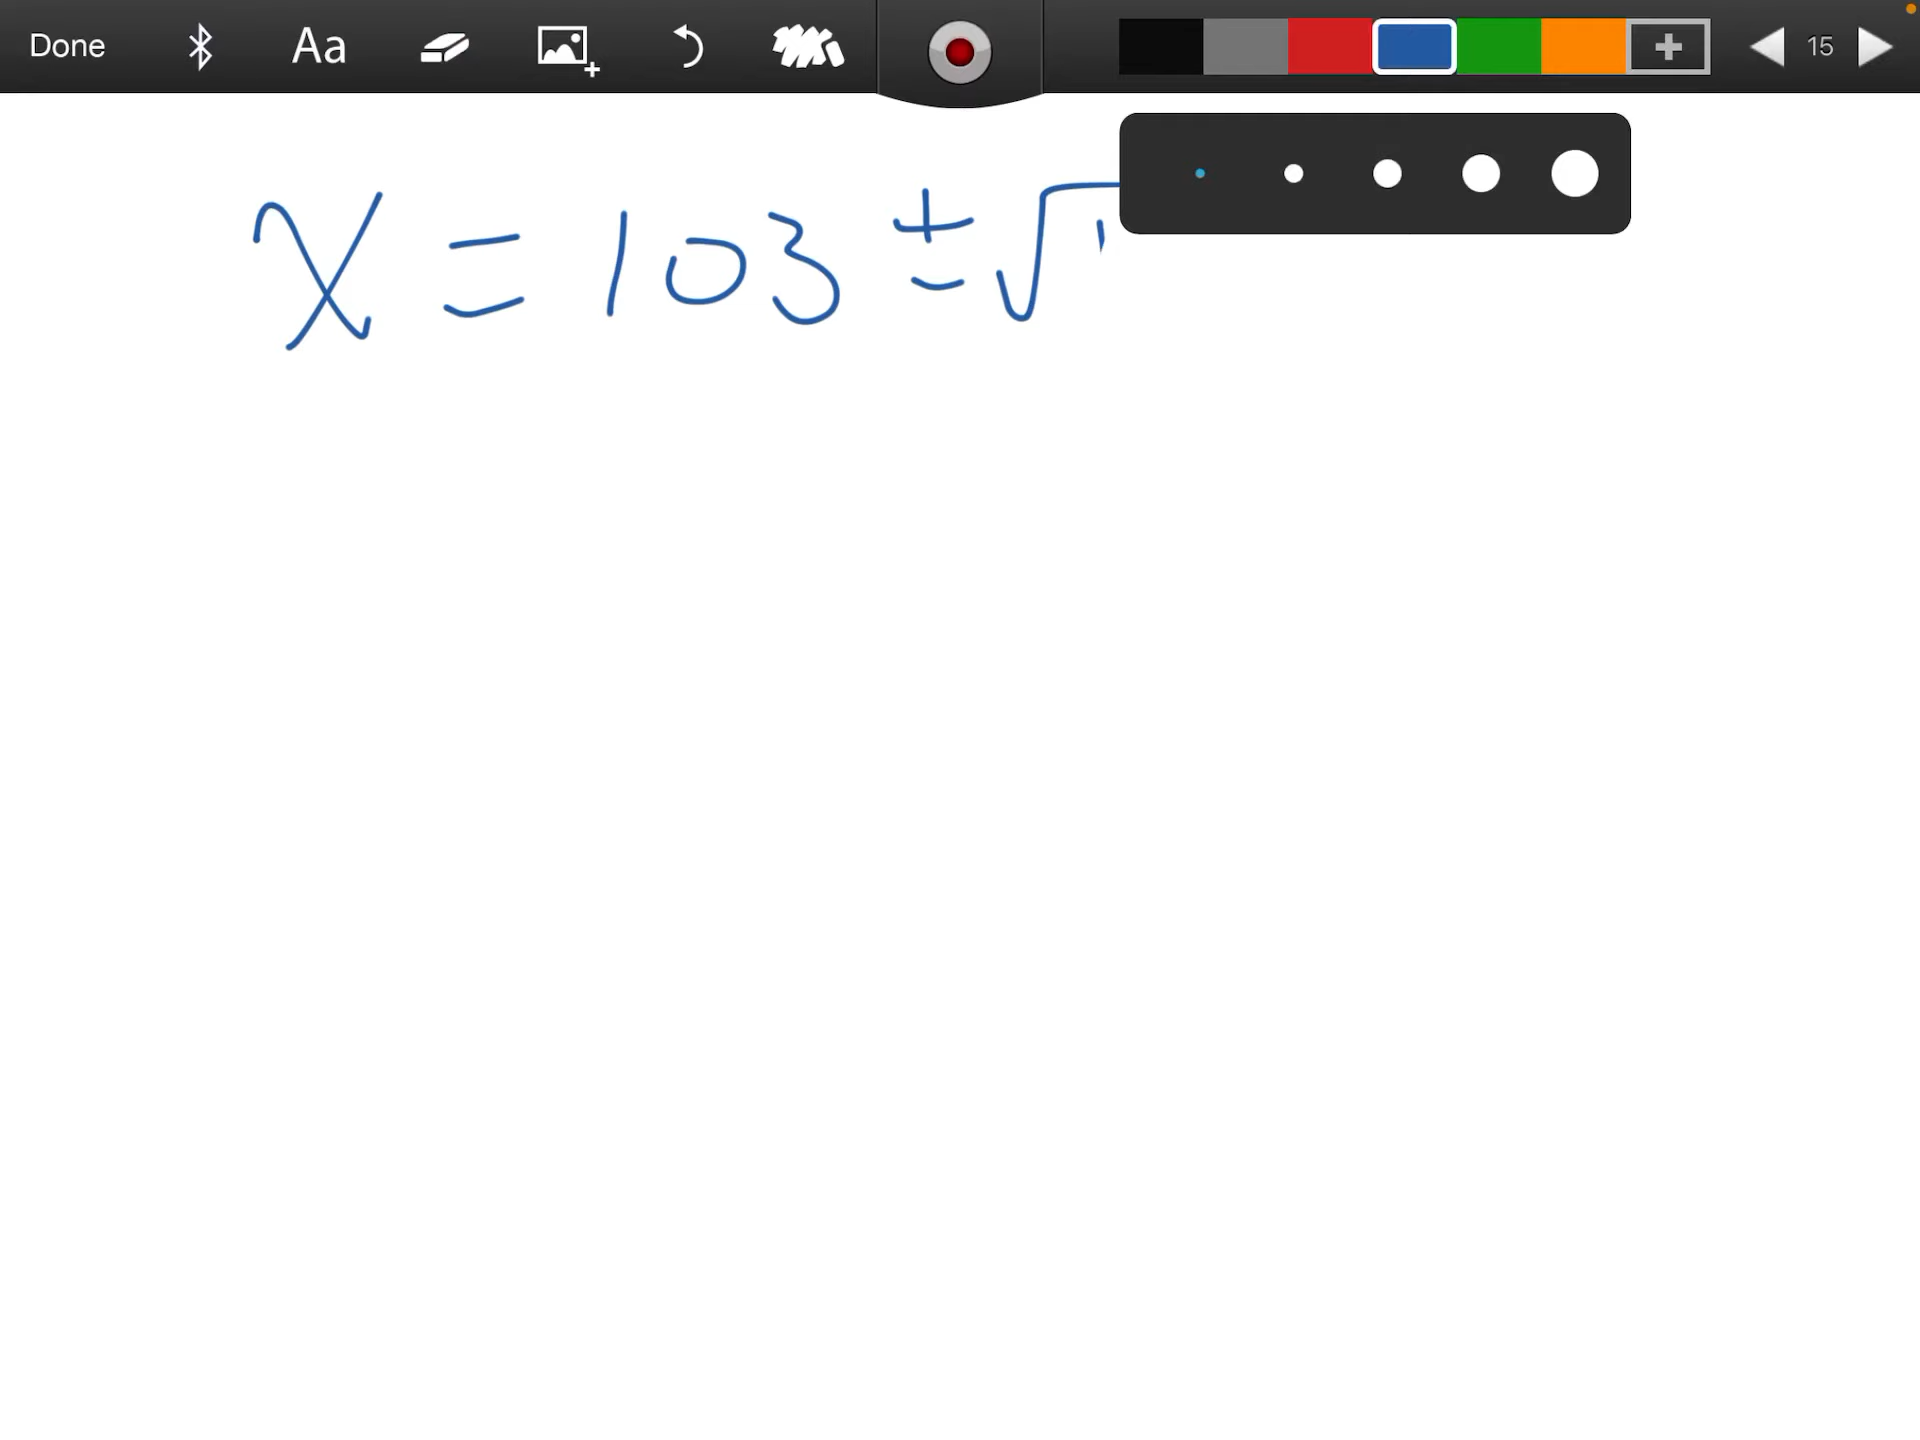 Done Aa 15
x = 103 ± √